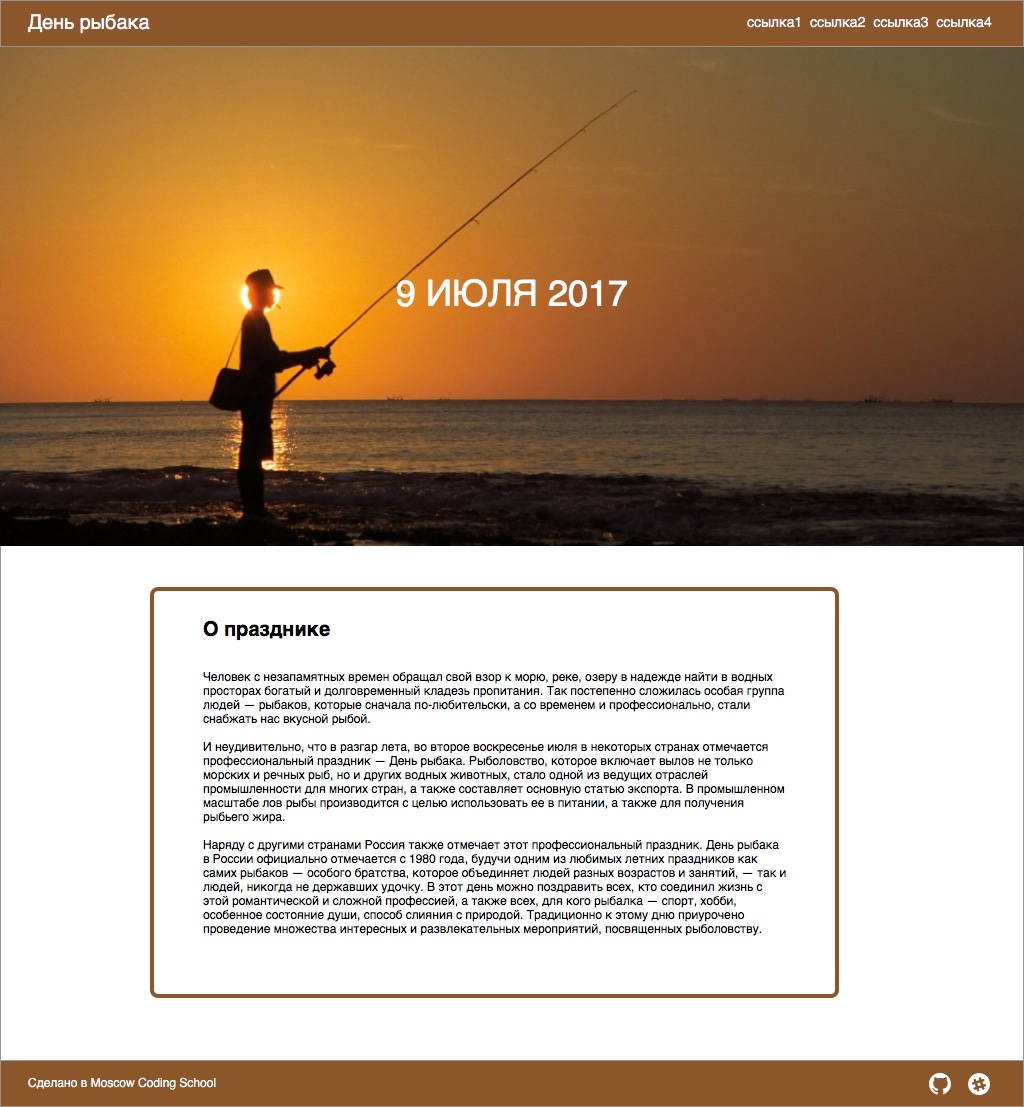 День рыбака
ссылка1 ссылка2 ссылка3 ссылка4
9 ИЮЛЯ 2017
О празднике
Человек с незапамятных времен обращал свой взор к морю, реке, озеру в надежде найти в водных
просторах богатый и долговременный кладезь пропитания. Так постепенно сложилась особая группа
людей — рыбаков, которые сначала по-любительски, а со временем и профессионально, стали
снабжать нас вкусной рыбой.
И неудивительно, что в разгар лета, во второе воскресенье июля в некоторых странах отмечается
профессиональный праздник — День рыбака. Рыболовство, которое включает вылов не только
морских и речных рыб, но и других водных животных, стало одной из ведущих отраслей
промышленности для многих стран, а также составляет основную статью экспорта. В промышленном
масштабе лов рыбы производится с целью использовать ее в питании, а также для получения
рыбьего жира.
Наряду с другими странами Россия также отмечает этот профессиональный праздник. День рыбака
в России официально отмечается с 1980 года, будучи одним из любимых летних праздников как
самих рыбаков — особого братства, которое объединяет людей разных возрастов и занятий, — так и
людей, никогда не державших удочку. В этот день можно поздравить всех, кто соединил жизнь с
этой романтической и сложной профессией, а также всех, для кого рыбалка — спорт, хобби,
особенное состояние души, способ слияния с природой. Традиционно к этому дню приурочено
проведение множества интересных и развлекательных мероприятий, посвященных рыболовству.
Сделано в Moscow Coding School